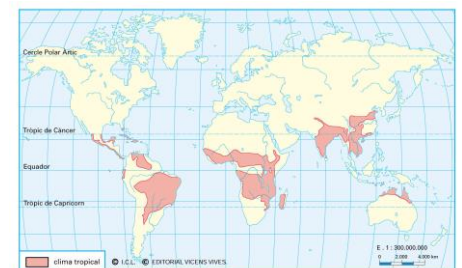 Cercle Polar Àrtic
Tròpic de Càncer
Equador
Tròpic de Capricorn
E . 1 : 300.000.000
0 2.000 4.000 km
clima tropical © I.C.L. © EDITORIAL VICENS VIVES